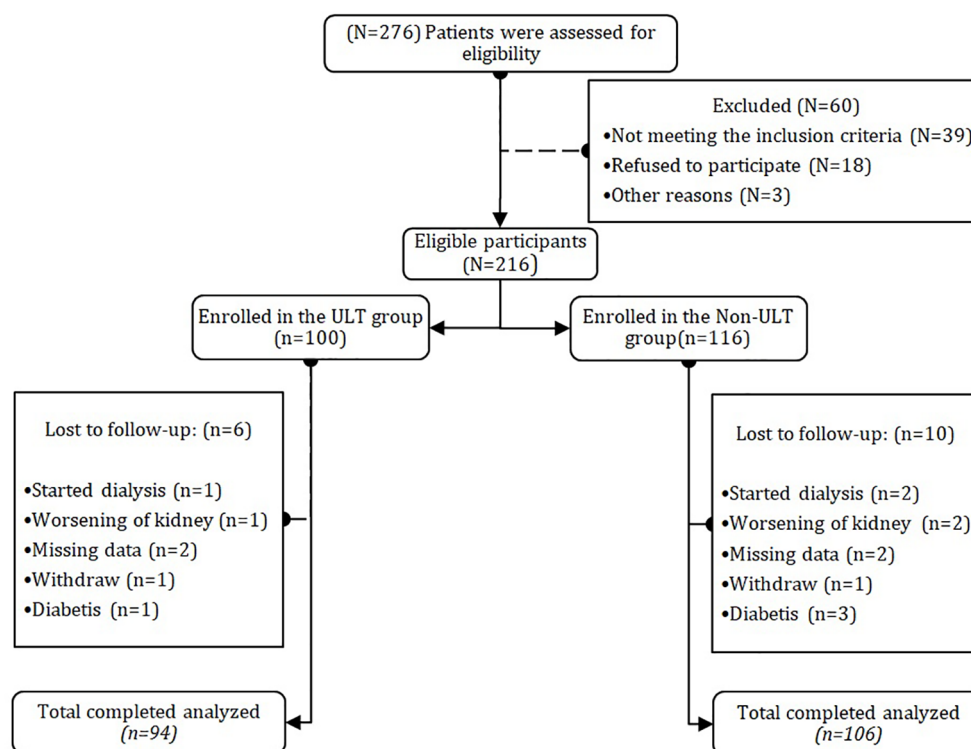 (N=276) Patients were assessed for
eligibility
Excluded (N=60)
•Not meeting the inclusion criteria (N=39)
•Refused to participate (N=18)
•Other reasons (N=3)
Eligible participants
(N=216)
Enrolled in the ULT group
(n=100)
Enrolled in the Non-ULT
group(n=116)
Lost to follow-up: (n=6)
•Started dialysis (n=1)
•Worsening of kidney (n=1)
•Missing data (n=2)
•Withdraw (n=1)
•Diabetis (n=1)
Lost to follow-up: (n=10)
•Started dialysis (n=2)
•Worsening of kidney (n=2)
•Missing data (n=2)
•Withdraw (n=1)
•Diabetis (n=3)
Total completed analyzed
(n=94)
Total completed analyzed
(n=106)